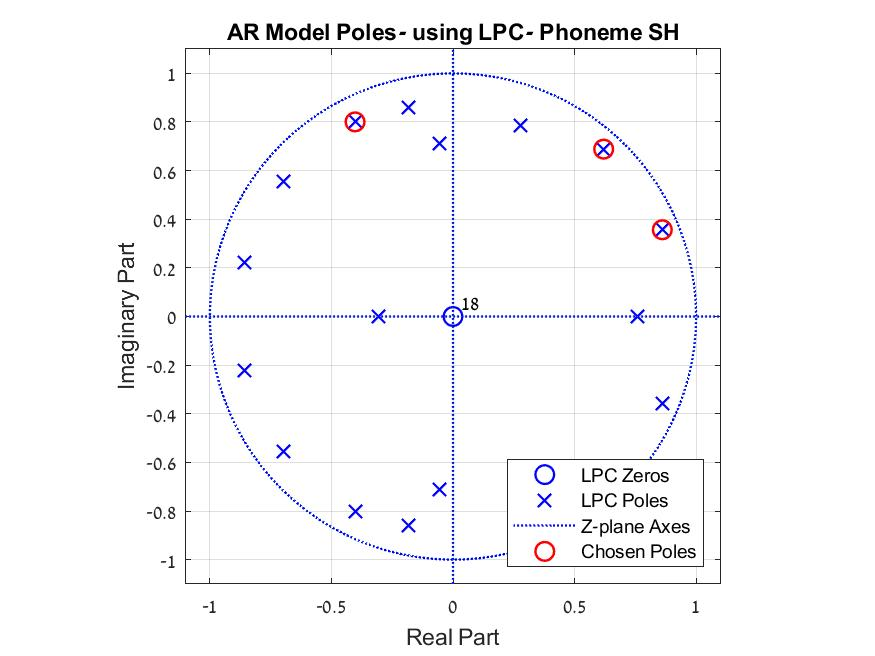 AR Model Poles- using LPC- Phoneme SH
1
0.8
0.6
0.4
0.2
0
-0.2
-0.4
-0.6
-0.8
-1
Imaginary Part
18
LPC Zeros
LPC Poles
Z-plane Axes
Chosen Poles
-1
-0.5
0
0.5
1
Real Part